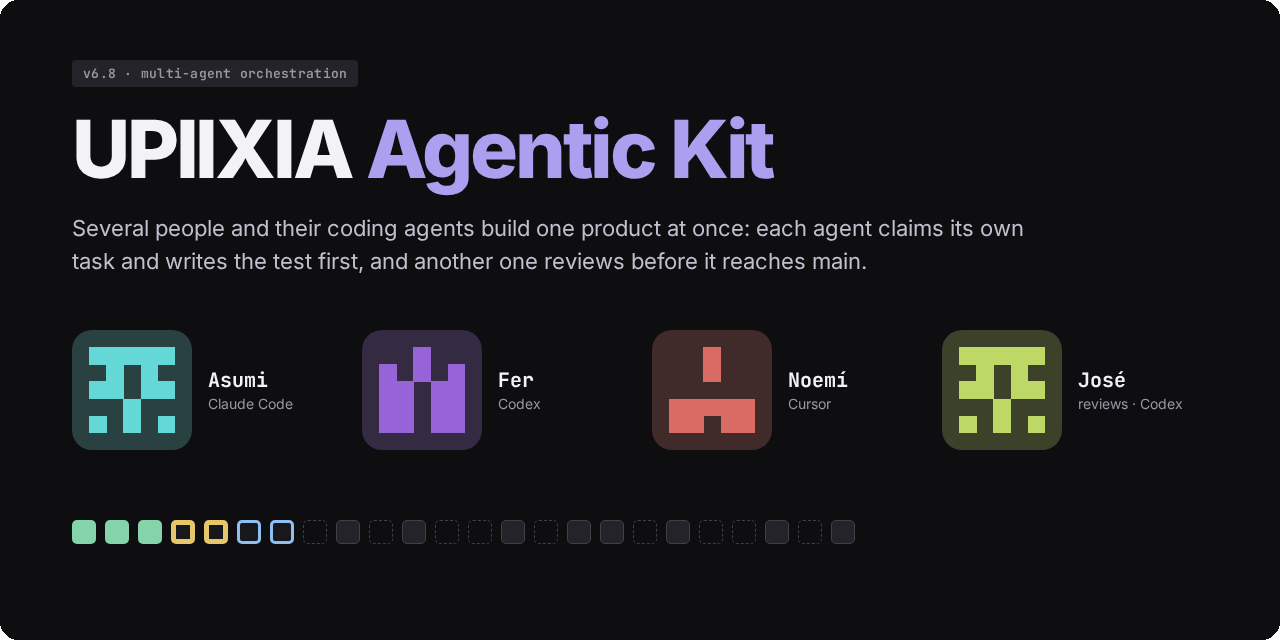 v6.8 · multi-agent orchestration
UPIIXIA Agentic Kit
Several people and their coding agents build one product at once: each agent claims its own
task and writes the test first, and another one reviews before it reaches main.
Asumi
Claude Code
Fer
Codex
Noemí
Cursor
José
reviews · Codex